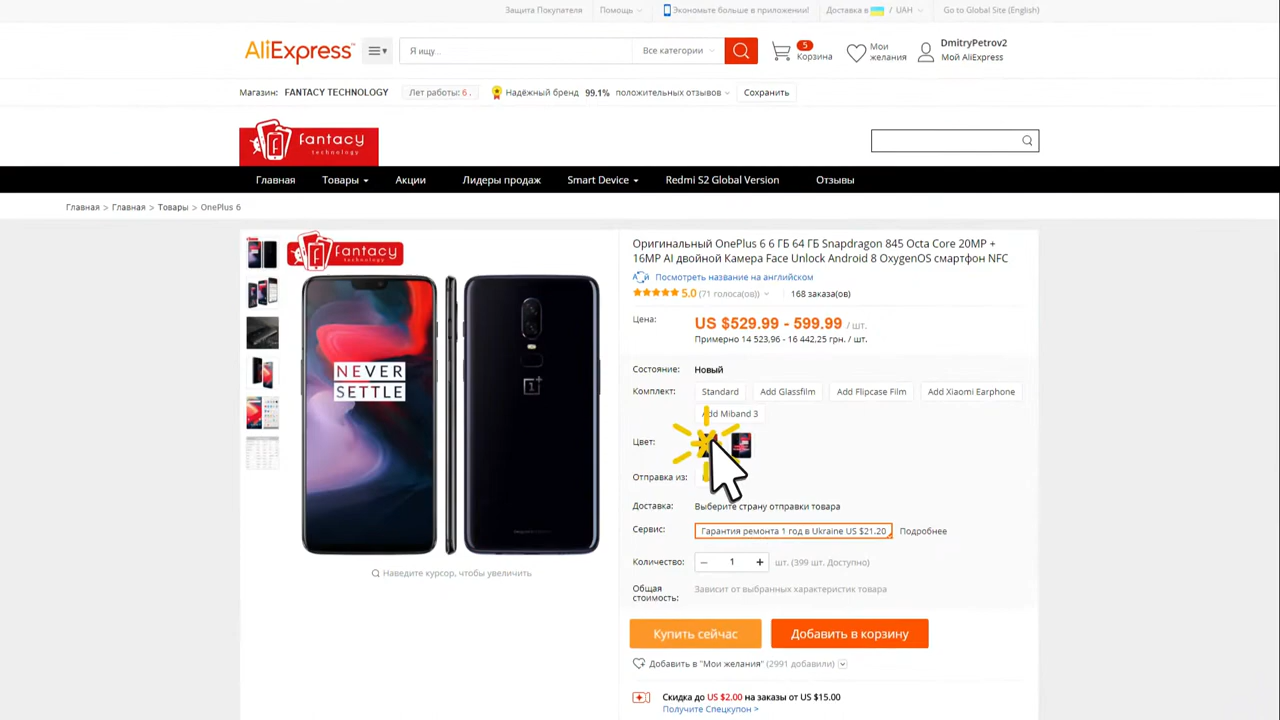 Защита Покупателя
Помощь
Экономьте больше в приложении!
Доставка в / UAH
Go to Global Site (English)
AliExpress™
Я ищу...
Все категории
5
Корзина
Мои
желания
DmitryPetrov2
Мой AliExpress
Магазин: FANTACY TECHNOLOGY
Лет работы: 6 .
Надёжный бренд 99.1% положительных отзывов
Сохранить
fantacy
technology
Главная
Товары
Акции
Лидеры продаж
Smart Device
Redmi S2 Global Version
Отзывы
Главная > Главная > Товары > OnePlus 6
fantacy
NEVER
SETTLE
Наведите курсор, чтобы увеличить
Оригинальный OnePlus 6 6 ГБ 64 ГБ Snapdragon 845 Octa Core 20MP +
16MP AI двойной Камера Face Unlock Android 8 OxygenOS смартфон NFC
Посмотреть название на английском
5.0 (71 голоса(ов))
168 заказа(ов)
Цена:
US $529.99 - 599.99 / шт.
Примерно 14 523,96 - 16 442,25 грн. / шт.
Состояние: Новый
Комплект:
Standard
Add Glassfilm
Add Flipcase Film
Add Xiaomi Earphone
Add Miband 3
Цвет:
Отправка из:
Доставка: Выберите страну отправки товара
Сервис: Гарантия ремонта 1 год в Ukraine US $21.20 Подробнее
Количество: – 1 + шт. (399 шт. Доступно)
Общая
стоимость:
Зависит от выбранных характеристик товара
Купить сейчас
Добавить в корзину
Добавить в "Мои желания" (2991 добавили)
Скидка до US $2.00 на заказы от US $15.00
Получите Спецкупон >